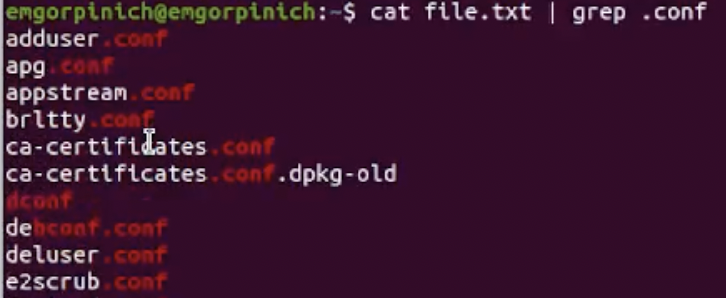 emgorpinich@emgorpinich:~$ cat file.txt | grep .conf
adduser.conf
apg.conf
appstream.conf
brltty.conf
ca-certificates.conf
ca-certificates.conf.dpkg-old
dconf
debconf.conf
deluser.conf
e2scrub.conf